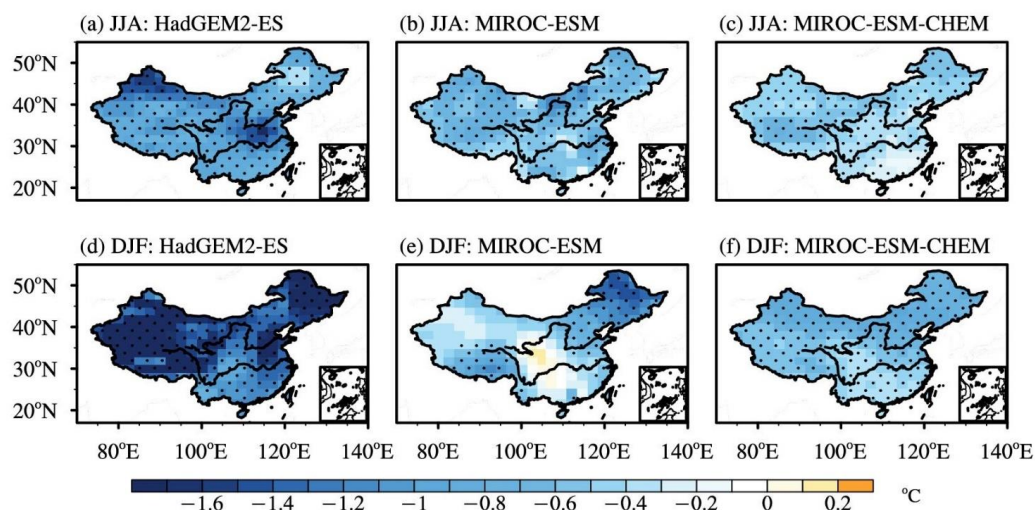 (a) JJA: HadGEM2-ES
(b) JJA: MIROC-ESM
(c) JJA: MIROC-ESM-CHEM
50°N
40°N
30°N
20°N
(d) DJF: HadGEM2-ES
(e) DJF: MIROC-ESM
(f) DJF: MIROC-ESM-CHEM
50°N
40°N
30°N
20°N
80°E 100°E 120°E 80°E 100°E 120°E 80°E 100°E 120°E 140°E
−1.6 −1.4 −1.2 −1 −0.8 −0.6 −0.4 −0.2 0 0.2 °C